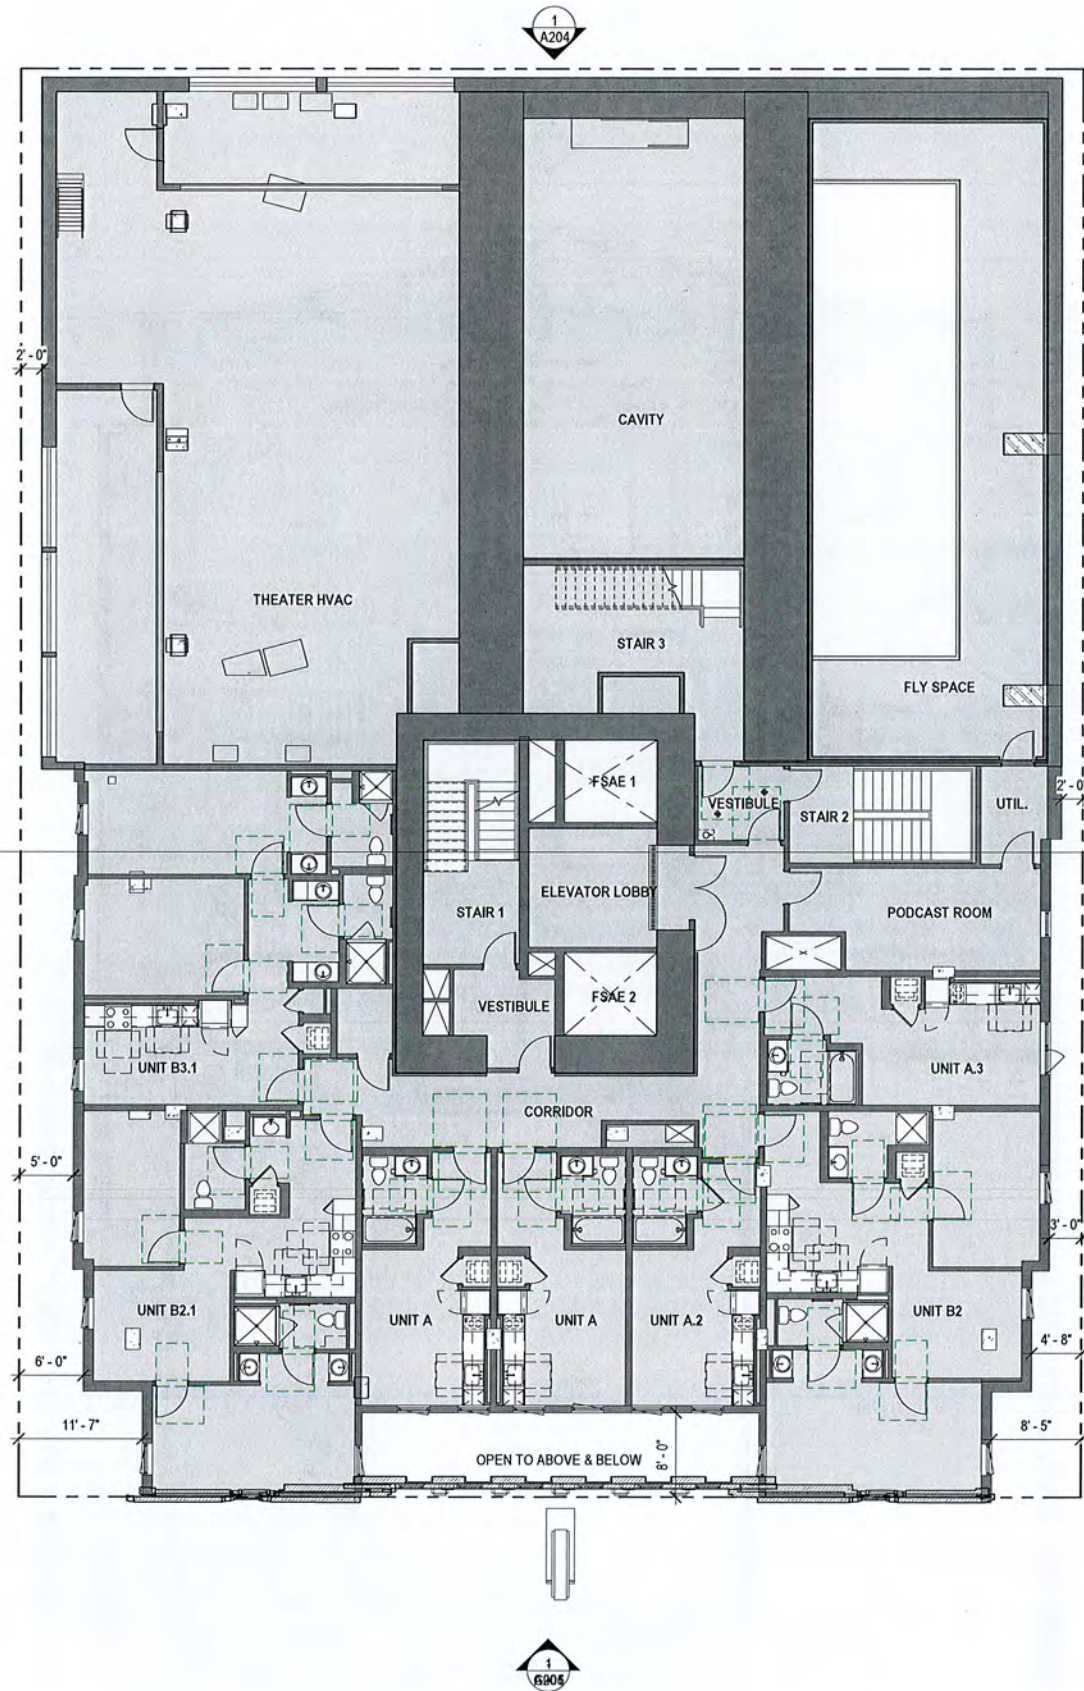 1
A204
2' - 0"
CAVITY
THEATER HVAC
STAIR 3
FLY SPACE
FSAE 1
VESTIBULE
STAIR 2
UTIL.
2' - 0"
ELEVATOR LOBBY
STAIR 1
PODCAST ROOM
VESTIBULE
FSAE 2
UNIT B3.1
UNIT A.3
CORRIDOR
5' - 0"
3' - 0"
UNIT B2.1
UNIT A
UNIT A
UNIT A.2
UNIT B2
4' - 8"
6' - 0"
11' - 7"
8' - 5"
OPEN TO ABOVE & BELOW
8' - 0"
1